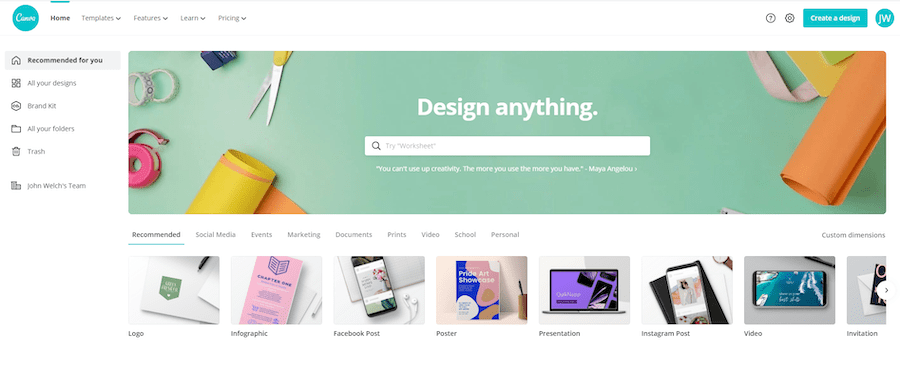 Canva
Home
Templates
Features
Learn
Pricing
?
Create a design
JW
Recommended for you
All your designs
Brand Kit
All your folders
Trash
John Welch's Team
Design anything.
Try "Worksheet"
"You can't use up creativity. The more you use the more you have." - Maya Angelou ›
Recommended
Social Media
Events
Marketing
Documents
Prints
Video
School
Personal
Custom dimensions
CHAPTER ONE
Pride Art
Showcase
Logo
Infographic
Facebook Post
Poster
Presentation
Instagram Post
Video
Invitation